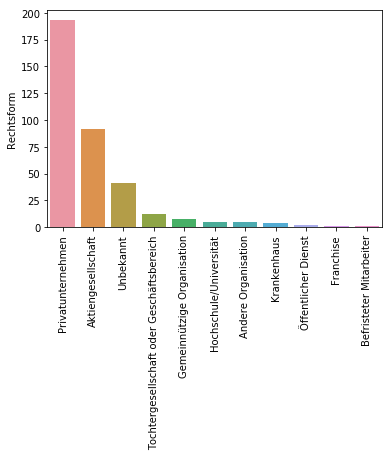 200
175
150
125
100
75
50
25
0
Rechtsform
Privatunternehmen
Aktiengesellschaft
Unbekannt
Tochtergesellschaft oder Geschäftsbereich
Gemeinnützige Organisation
Hochschule/Universität
Andere Organisation
Krankenhaus
Öffentlicher Dienst
Franchise
Befristeter Mitarbeiter